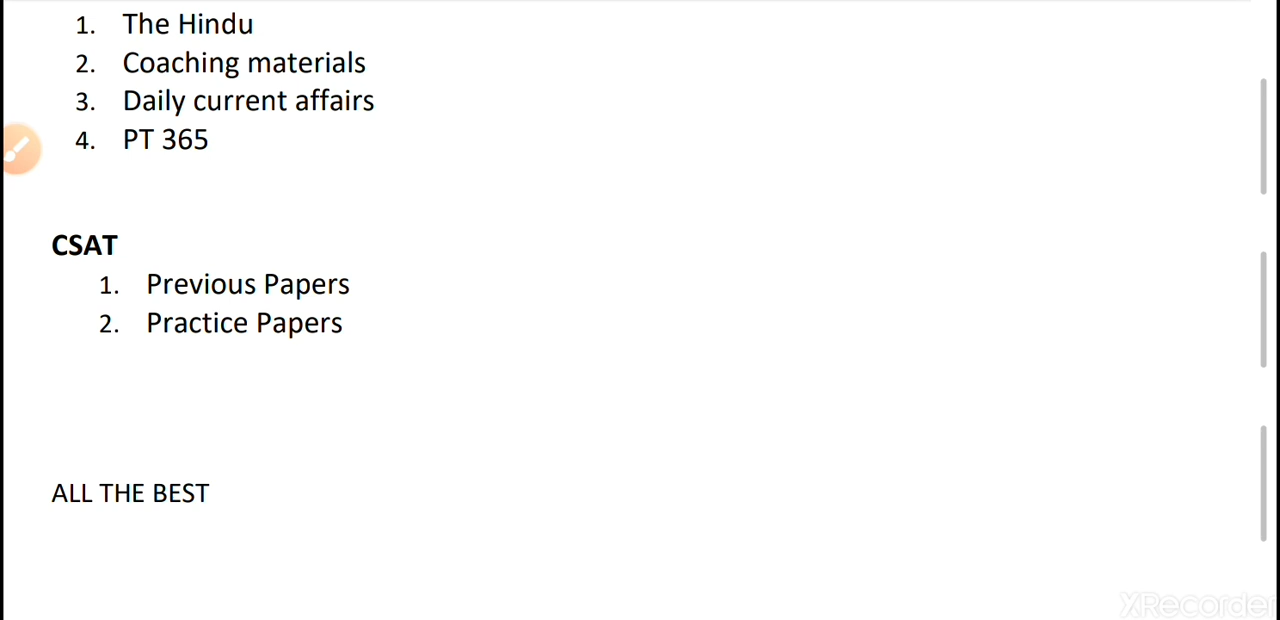 1. The Hindu
2. Coaching materials
3. Daily current affairs
4. PT 365
CSAT
1. Previous Papers
2. Practice Papers
ALL THE BEST
XRecorder